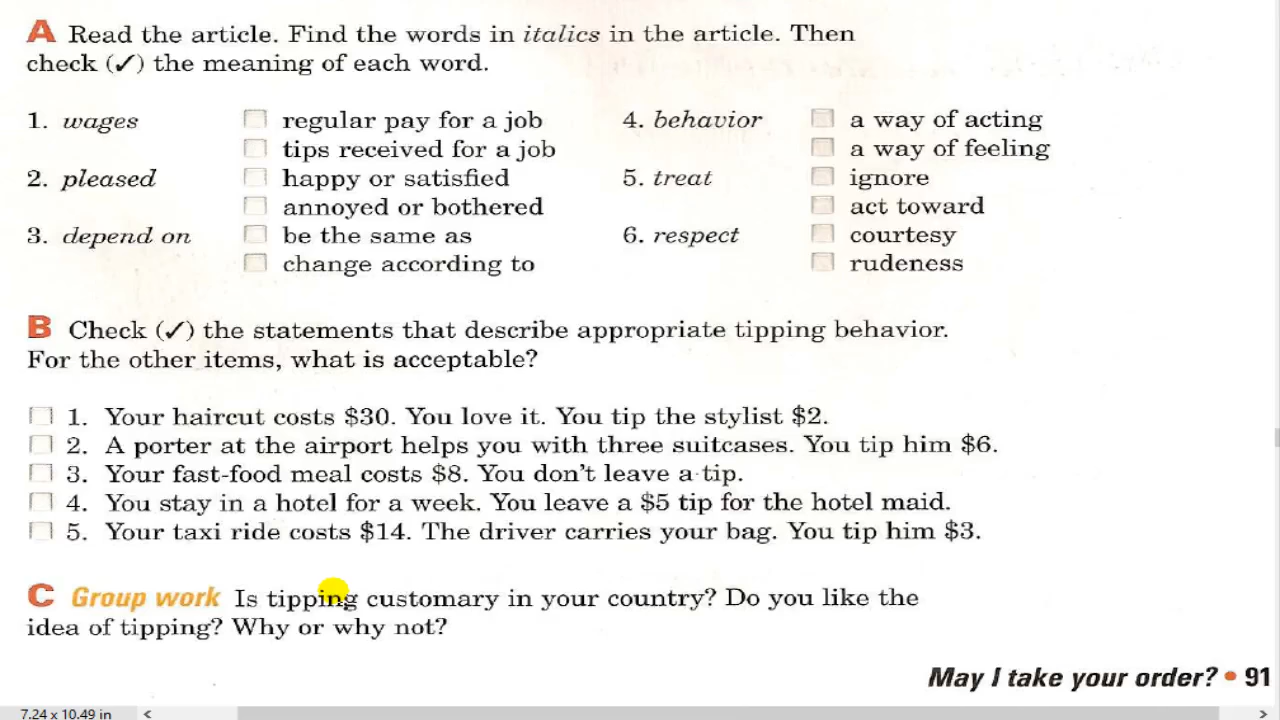 A Read the article. Find the words in italics in the article. Then
check (✓) the meaning of each word.
1. wages
regular pay for a job
tips received for a job
2. pleased
happy or satisfied
annoyed or bothered
3. depend on
be the same as
change according to
4. behavior
a way of acting
a way of feeling
5. treat
ignore
act toward
6. respect
courtesy
rudeness
B Check (✓) the statements that describe appropriate tipping behavior.
For the other items, what is acceptable?
1. Your haircut costs $30. You love it. You tip the stylist $2.
2. A porter at the airport helps you with three suitcases. You tip him $6.
3. Your fast-food meal costs $8. You don't leave a tip.
4. You stay in a hotel for a week. You leave a $5 tip for the hotel maid.
5. Your taxi ride costs $14. The driver carries your bag. You tip him $3.
C Group work Is tipping customary in your country? Do you like the
idea of tipping? Why or why not?
May I take your order? • 91
7.24 x 10.49 in